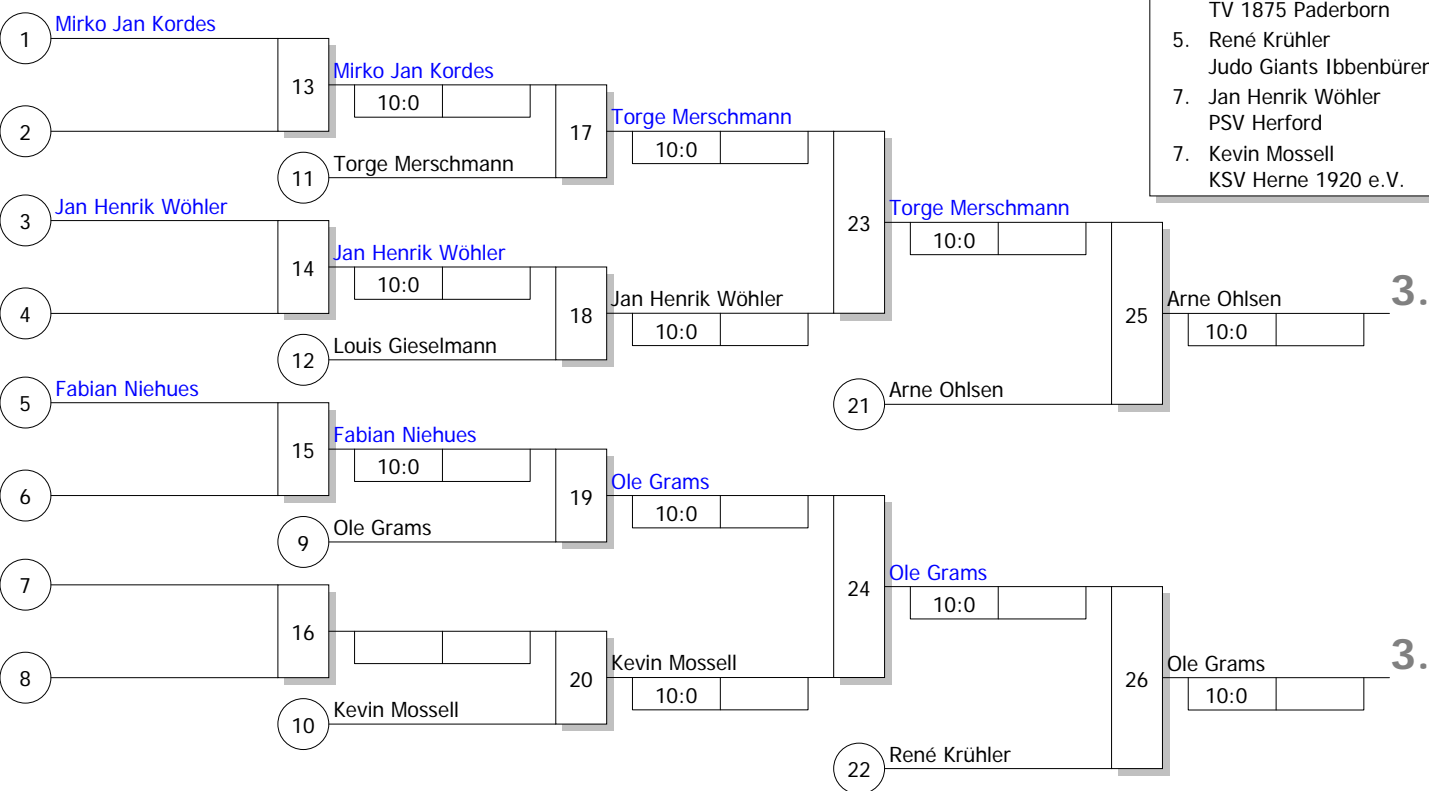 TV 1875 Paderborn
5. René Krühler
Judo Giants Ibbenbürer
7. Jan Henrik Wöhler
PSV Herford
7. Kevin Mossell
KSV Herne 1920 e.V.
1 Mirko Jan Kordes
13 Mirko Jan Kordes
10:0
2
17 Torge Merschmann
10:0
11 Torge Merschmann
3 Jan Henrik Wöhler
23 Torge Merschmann
10:0
14 Jan Henrik Wöhler
10:0
4
18 Jan Henrik Wöhler
10:0
12 Louis Gieselmann
25 Arne Ohlsen 3.
10:0
5 Fabian Niehues
21 Arne Ohlsen
15 Fabian Niehues
10:0
6
19 Ole Grams
10:0
9 Ole Grams
7
24 Ole Grams
10:0
16
8
20 Kevin Mossell
10:0
10 Kevin Mossell
26 Ole Grams 3.
10:0
22 René Krühler